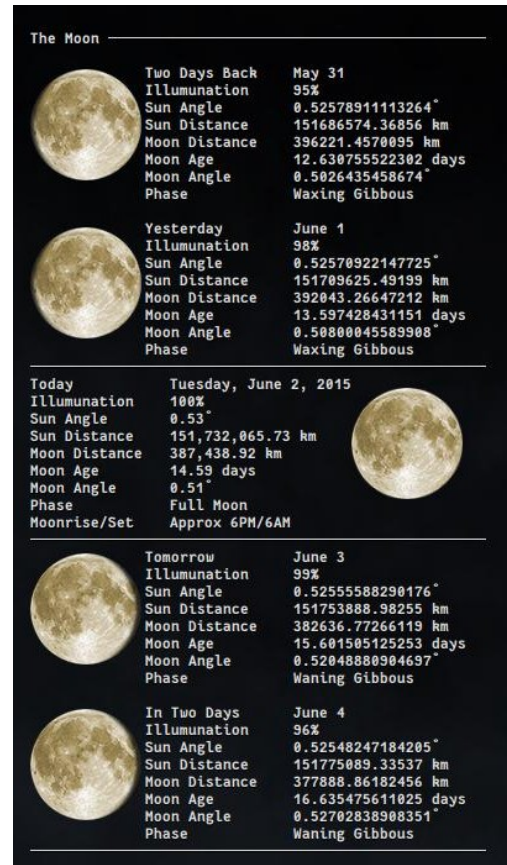 The Moon
Two Days Back May 31
Illumunation 95%
Sun Angle 0.52578911113264°
Sun Distance 151686574.36856 km
Moon Distance 396221.4570095 km
Moon Age 12.630755522302 days
Moon Angle 0.5026435458674°
Phase Waxing Gibbous
Yesterday June 1
Illumunation 98%
Sun Angle 0.52570922147725°
Sun Distance 151709625.49199 km
Moon Distance 392043.26647212 km
Moon Age 13.597428431151 days
Moon Angle 0.50800045589908°
Phase Waxing Gibbous
Today Tuesday, June 2, 2015
Illumunation 100%
Sun Angle 0.53°
Sun Distance 151,732,065.73 km
Moon Distance 387,438.92 km
Moon Age 14.59 days
Moon Angle 0.51°
Phase Full Moon
Moonrise/Set Approx 6PM/6AM
Tomorrow June 3
Illumunation 99%
Sun Angle 0.52555588290176°
Sun Distance 151753888.98255 km
Moon Distance 382636.77266119 km
Moon Age 15.601505125253 days
Moon Angle 0.52048880904697°
Phase Waning Gibbous
In Two Days June 4
Illumunation 96%
Sun Angle 0.52548247184205°
Sun Distance 151775089.33537 km
Moon Distance 377888.86182456 km
Moon Age 16.635475611025 days
Moon Angle 0.52702838908351°
Phase Waning Gibbous